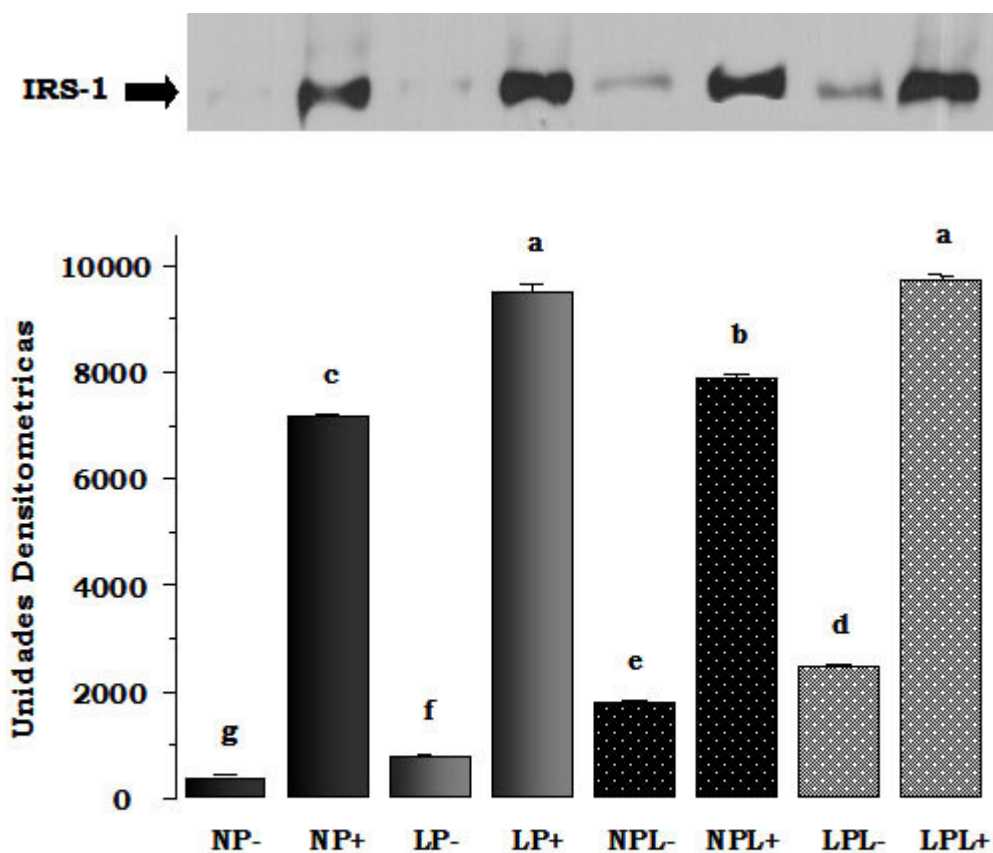 IRS-1
a
a
10000
b
8000
c
6000
4000
d
e
2000
f
g
0
Unidades Densitometricas
NP- NP+ LP- LP+ NPL- NPL+ LPL- LPL+